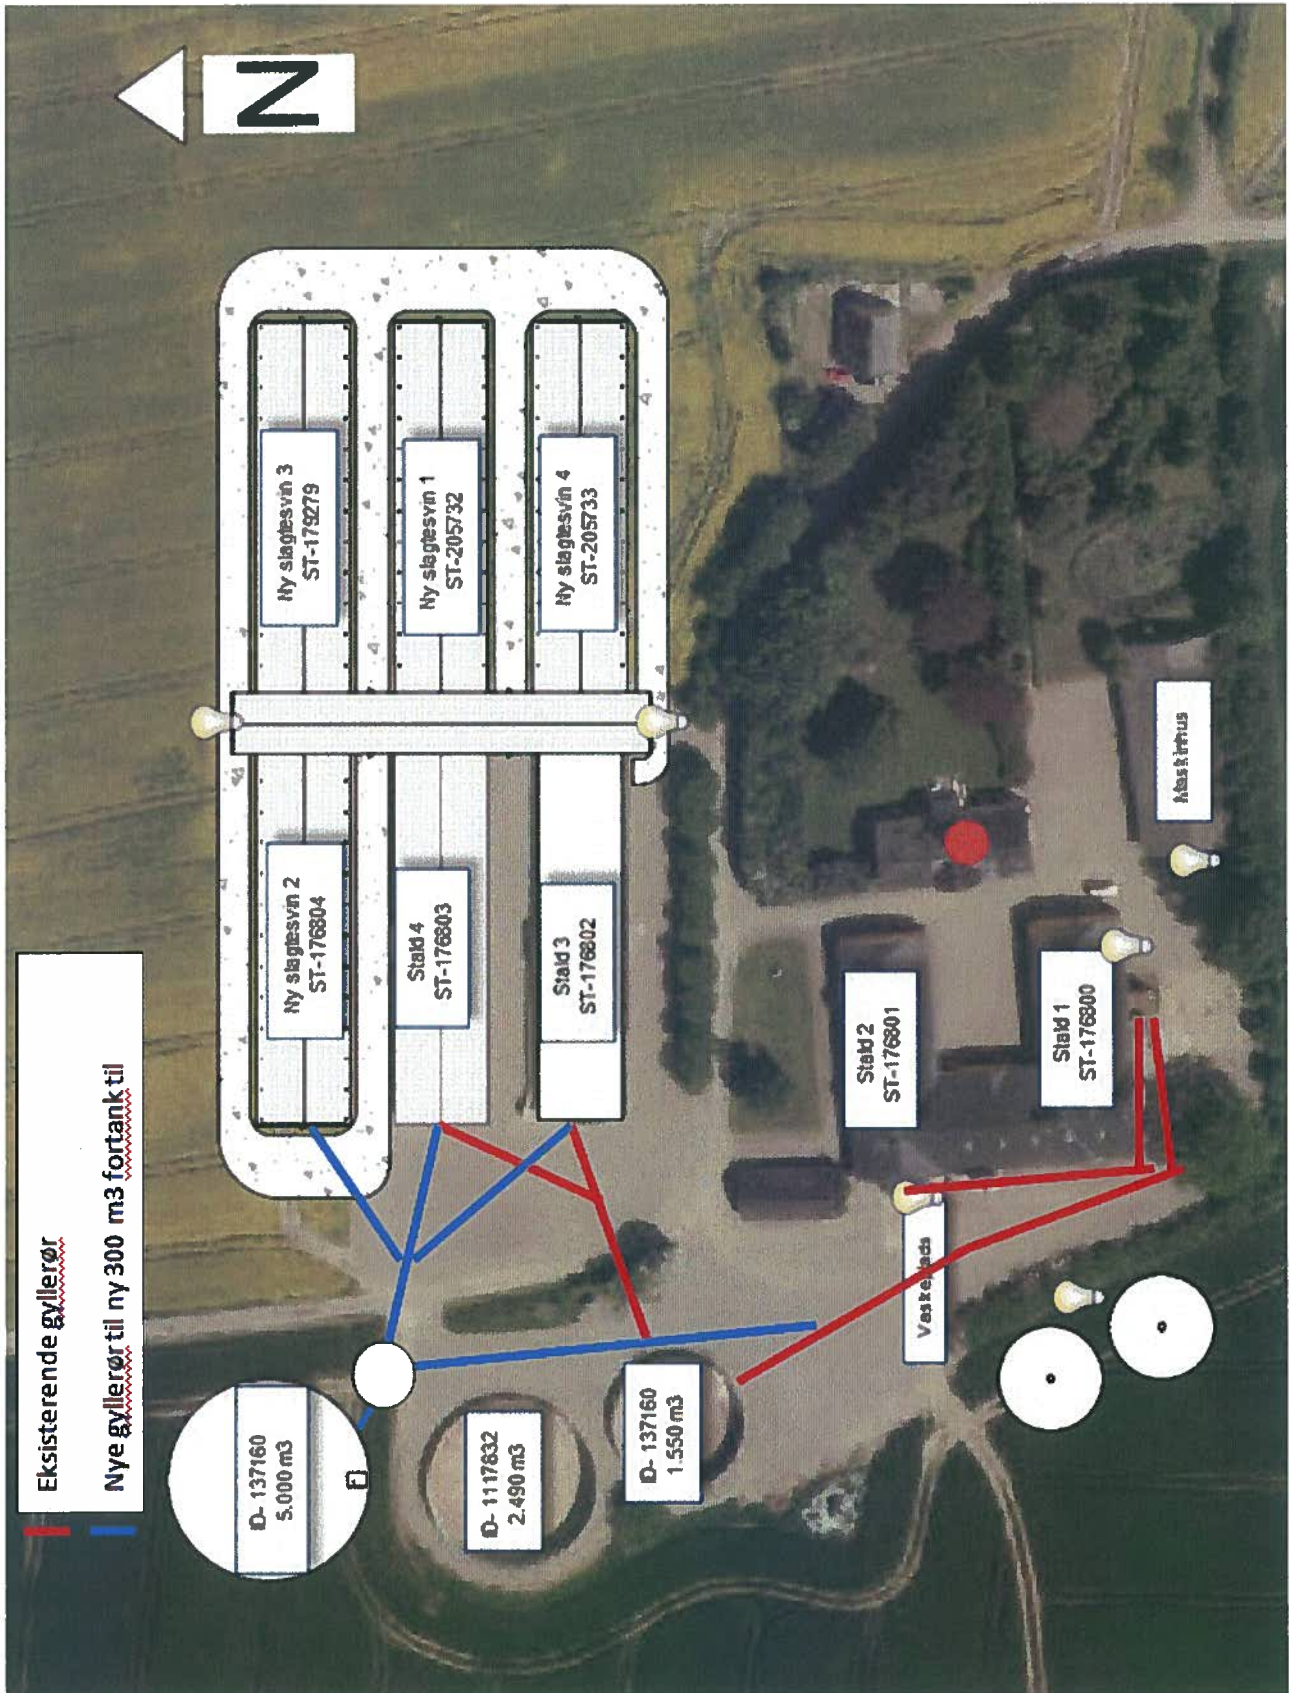 N
Eksisterende gyllerør
Nye gyllerør til ny 300 m3 fortank til
Ny slagtesvin 2
ST-176804
Ny slagtesvin 3
ST-179279
Stald 4
ST-176803
Ny slagtesvin 1
ST-205732
Stald 3
ST-176802
Ny slagtesvin 4
ST-205733
ID- 137160
5.000 m3
ID- 1117832
2.490 m3
ID- 137160
1.550 m3
Stald 2
ST-176801
Vaskeplads
Stald 1
ST-176800
Maskinhus